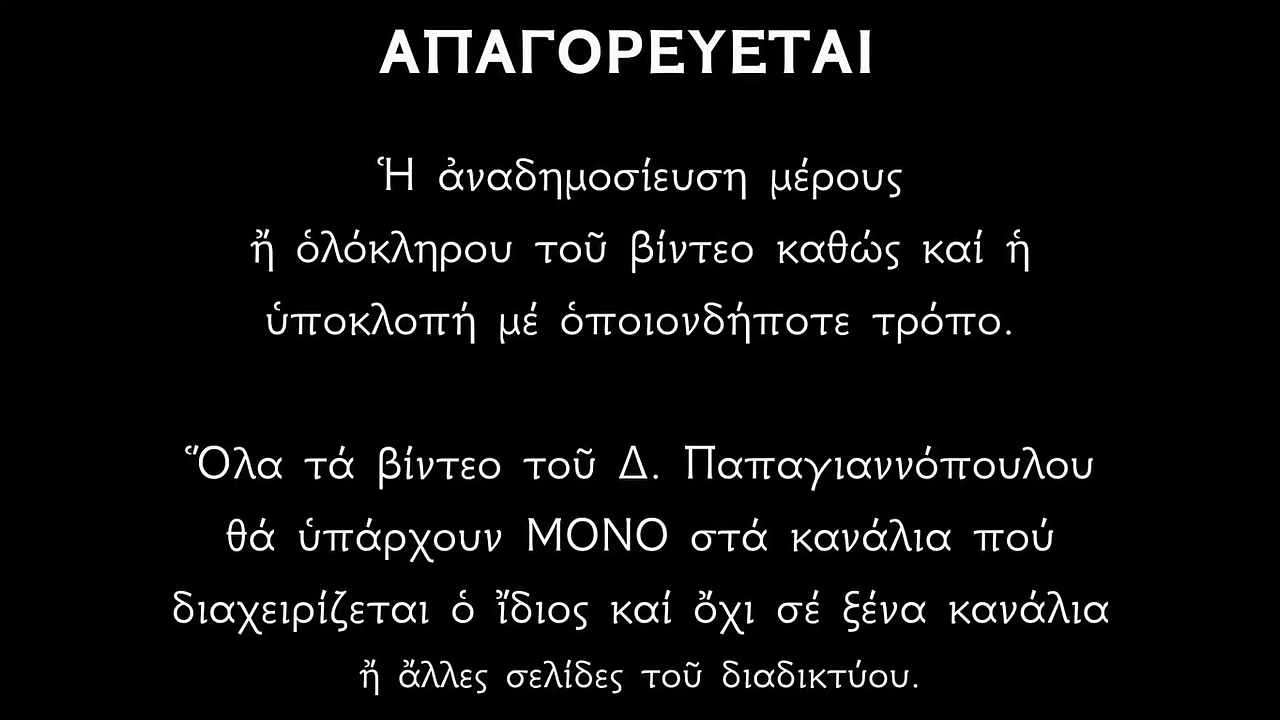 ΑΠΑΓΟΡΕΥΕΤΑΙ
Ἡ ἀναδημοσίευση μέρους
ἤ ὁλόκληρου τοῦ βίντεο καθώς καί ἡ
ὑποκλοπή μέ ὁποιονδήποτε τρόπο.
Ὅλα τά βίντεο τοῦ Δ. Παπαγιαννόπουλου
θά ὑπάρχουν ΜΟΝΟ στά κανάλια πού
διαχειρίζεται ὁ ἴδιος καί ὄχι σέ ξένα κανάλια
ἤ ἄλλες σελίδες τοῦ διαδικτύου.